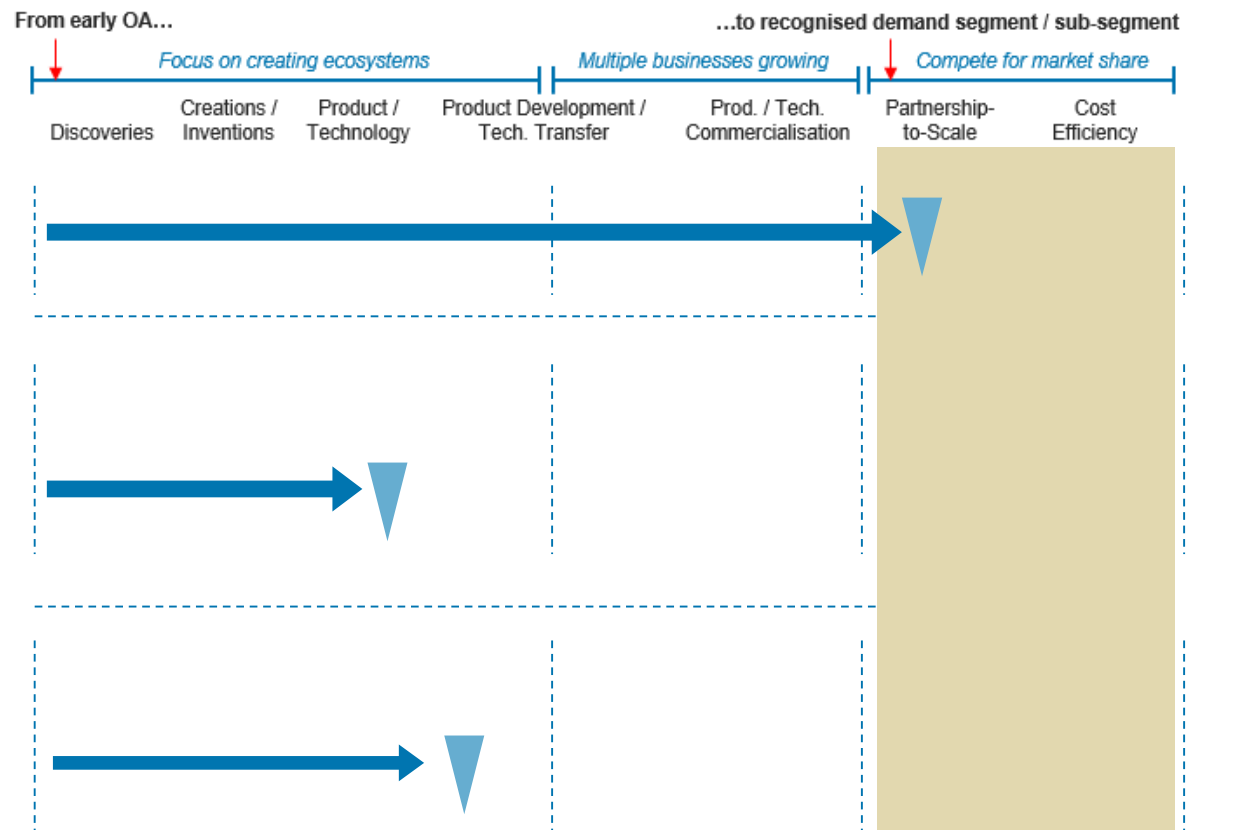 From early OA…
…to recognised demand segment / sub-segment
Focus on creating ecosystems
Multiple businesses growing
Compete for market share
Discoveries
Creations /
Inventions
Product /
Technology
Product Development /
Tech. Transfer
Prod. / Tech.
Commercialisation
Partnership-
to-Scale
Cost
Efficiency